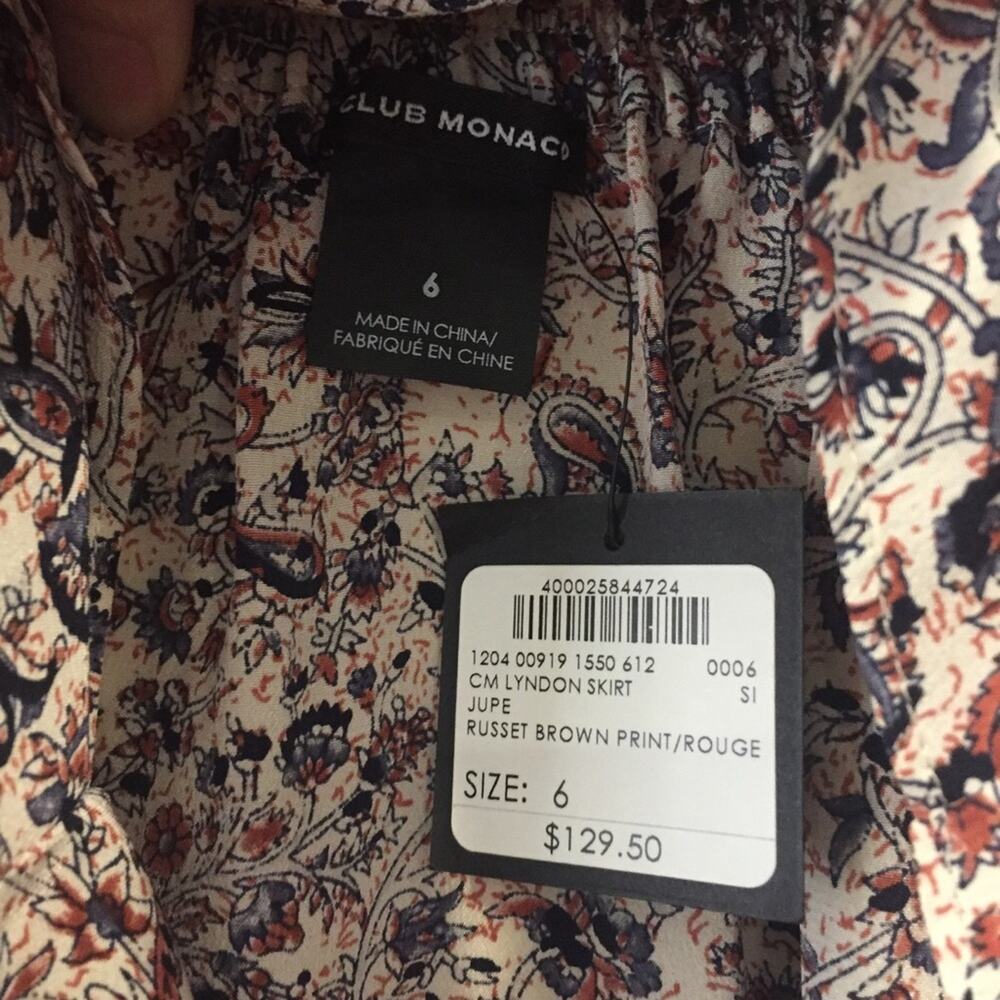 CLUB MONACO
6
MADE IN CHINA/
FABRIQUÉ EN CHINE
400025844724
1204 00919 1550 612 0006
CM LYNDON SKIRT SI
JUPE
RUSSET BROWN PRINT/ROUGE
SIZE: 6
$129.50